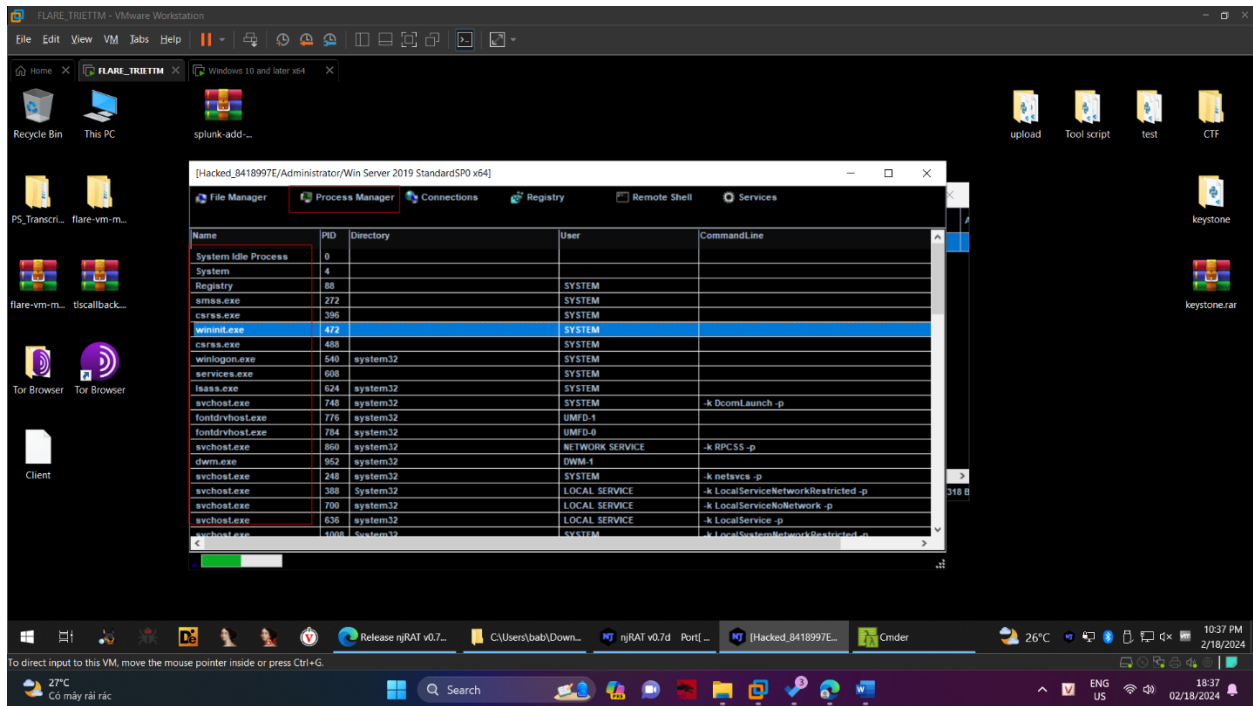 FLARE_TRIETTM - VMware Workstation
File Edit View VM Tabs Help
Home FLARE_TRIETTM Windows 10 and later x64
Recycle Bin This PC splunk-add-... upload Tool script test CTF
[Hacked_8418997E/Administrator/Win Server 2019 StandardSP0 x64]
File Manager Process Manager Connections Registry Remote Shell Services
PS_Transcri... flare-vm-m... keystone
Name PID Directory User CommandLine
System Idle Process 0
System 4
Registry 88 SYSTEM
smss.exe 272 SYSTEM
csrss.exe 396 SYSTEM
wininit.exe 472 SYSTEM
csrss.exe 488 SYSTEM
winlogon.exe 540 system32 SYSTEM
services.exe 608 SYSTEM
lsass.exe 624 system32 SYSTEM
svchost.exe 748 system32 SYSTEM -k DcomLaunch -p
fontdrvhost.exe 776 system32 UMFD-1
fontdrvhost.exe 784 system32 UMFD-0
svchost.exe 860 system32 NETWORK SERVICE -k RPCSS -p
dwm.exe 952 system32 DWM-1
svchost.exe 248 system32 SYSTEM -k netsvcs -p
svchost.exe 388 System32 LOCAL SERVICE -k LocalServiceNetworkRestricted -p
svchost.exe 700 system32 LOCAL SERVICE -k LocalServiceNoNetwork -p
svchost.exe 636 system32 LOCAL SERVICE -k LocalService -p
svchost.exe 1008 System32 SYSTEM -k LocalSystemNetworkRestricted -p
318 B
flare-vm-m... tlscallback... keystone.rar
Tor Browser Tor Browser
Client
Release njRAT v0.7... C:\Users\bab\Down... njRAT v0.7d Port[ ... [Hacked_8418997E... Cmder 26°C 10:37 PM
2/18/2024
To direct input to this VM, move the mouse pointer inside or press Ctrl+G.
27°C
Có mây rải rác
Search 3 ENG
US 18:37
02/18/2024